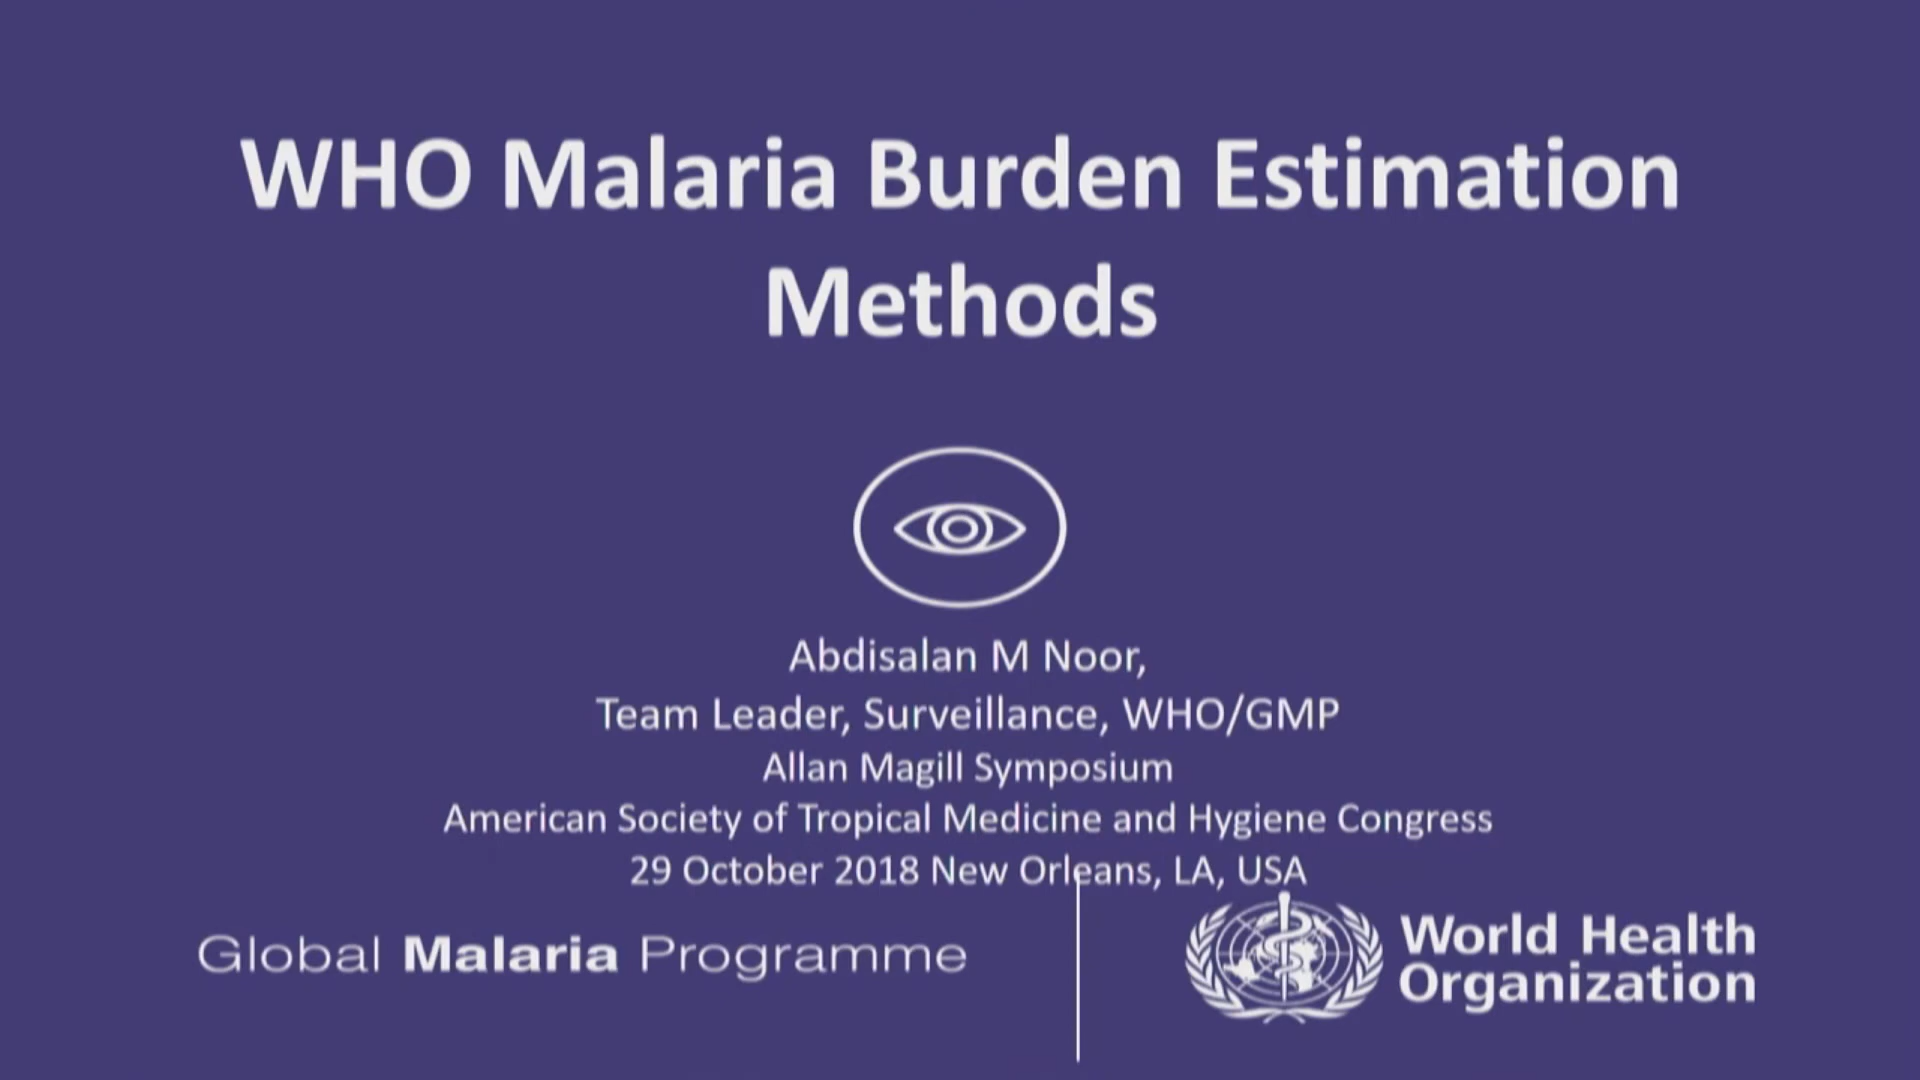 WHO Malaria Burden Estimation
Methods
Abdisalan M Noor,
Team Leader, Surveillance, WHO/GMP
Allan Magill Symposium
American Society of Tropical Medicine and Hygiene Congress
29 October 2018 New Orleans, LA, USA
Global Malaria Programme
World Health
Organization